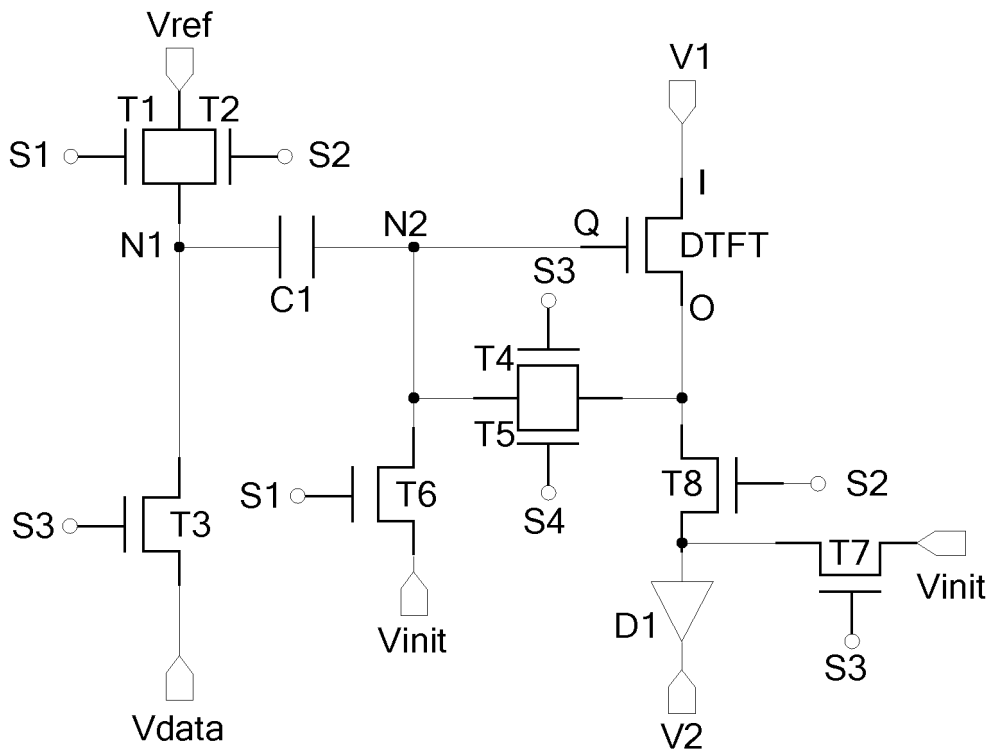 Vref
V1
T1 T2
S1 S2
I
N1 N2 Q DTFT
S3
C1
O
T4
T5
T8 S2
S1 T6
S4
S3 T3
T7
Vinit
D1
Vinit
S3
Vdata
V2